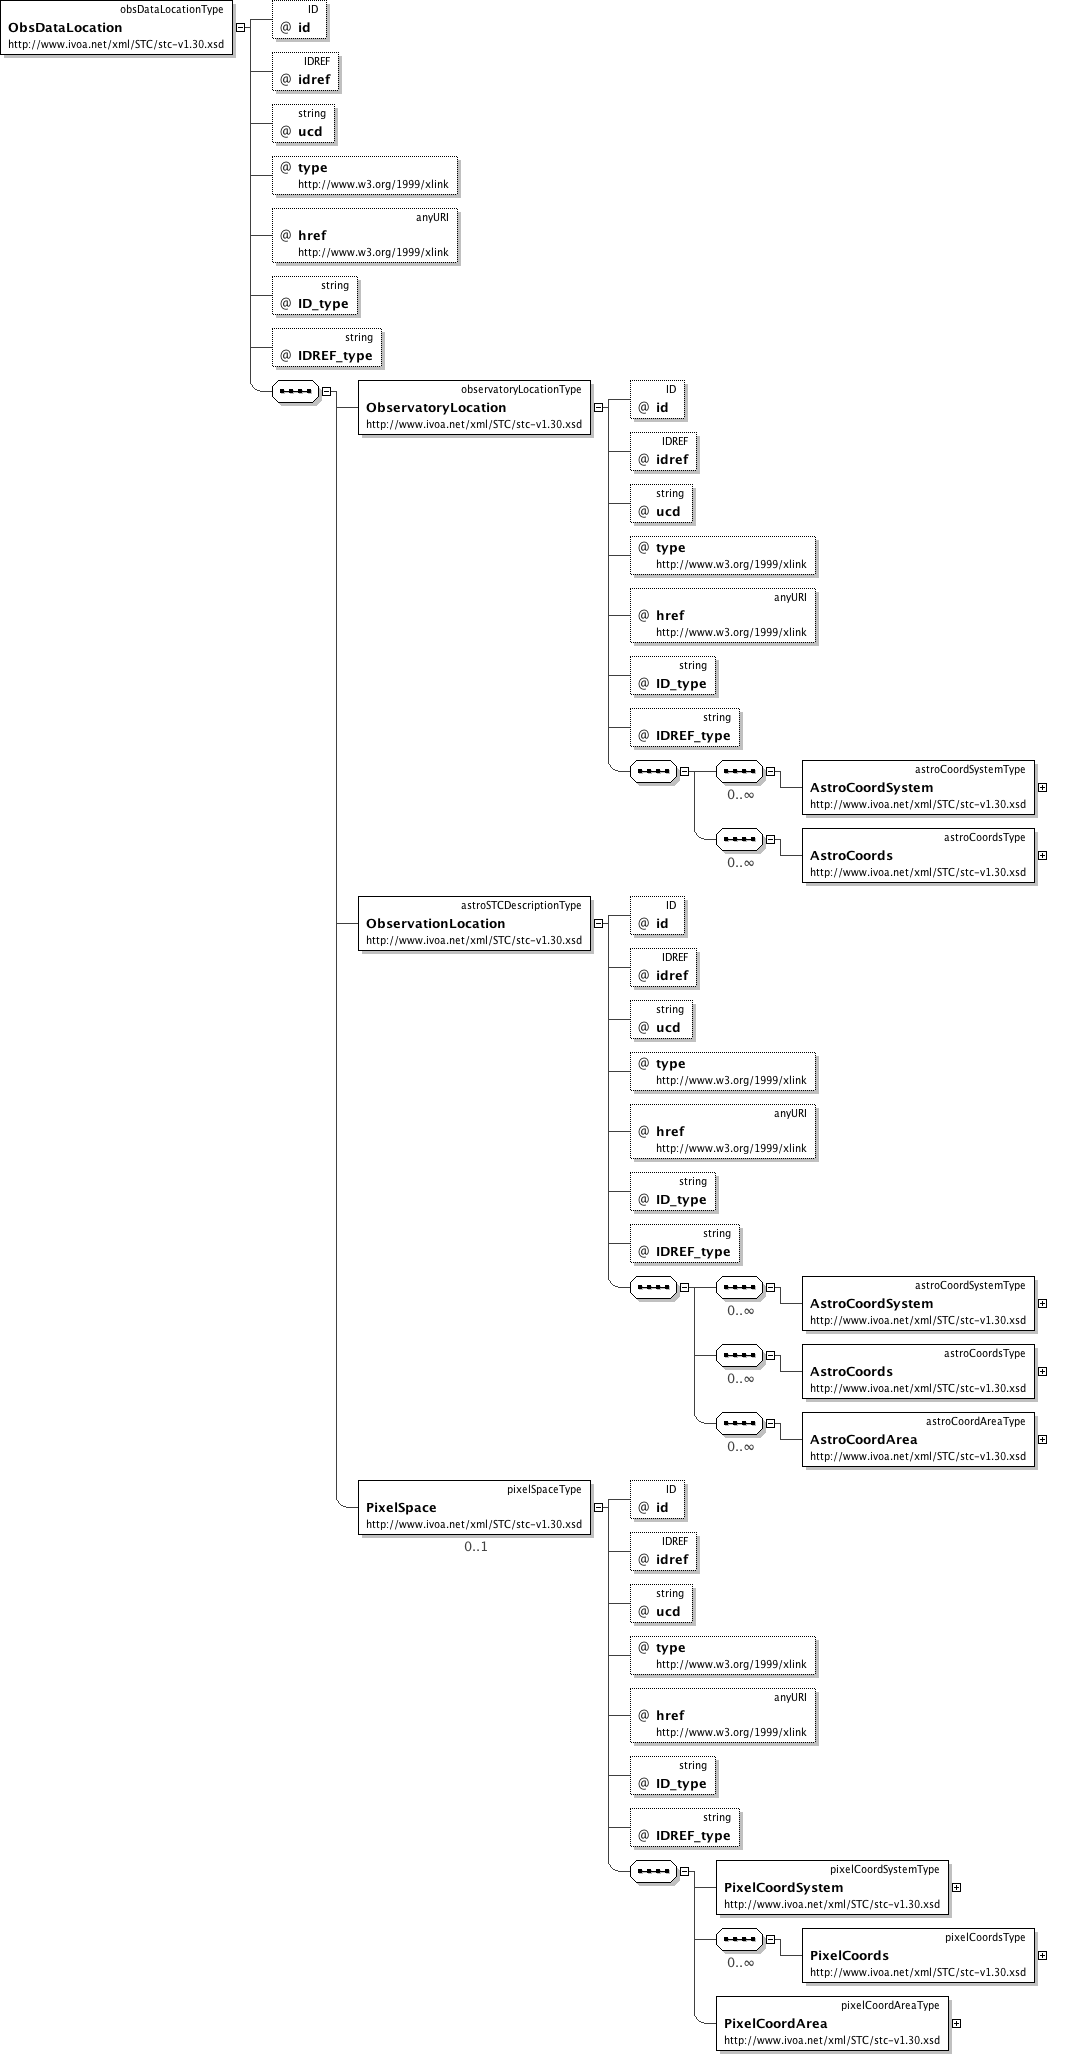 obsDataLocationType
ObsDataLocation
http://www.ivoa.net/xml/STC/stc-v1.30.xsd
ID
@ id
IDREF
@ idref
string
@ ucd
@ type
http://www.w3.org/1999/xlink
anyURI
@ href
http://www.w3.org/1999/xlink
string
@ ID_type
string
@ IDREF_type
observatoryLocationType
ObservatoryLocation
http://www.ivoa.net/xml/STC/stc-v1.30.xsd
ID
@ id
IDREF
@ idref
string
@ ucd
@ type
http://www.w3.org/1999/xlink
anyURI
@ href
http://www.w3.org/1999/xlink
string
@ ID_type
string
@ IDREF_type
0..∞
astroCoordSystemType
AstroCoordSystem
http://www.ivoa.net/xml/STC/stc-v1.30.xsd
0..∞
astroCoordsType
AstroCoords
http://www.ivoa.net/xml/STC/stc-v1.30.xsd
astroSTCDescriptionType
ObservationLocation
http://www.ivoa.net/xml/STC/stc-v1.30.xsd
ID
@ id
IDREF
@ idref
string
@ ucd
@ type
http://www.w3.org/1999/xlink
anyURI
@ href
http://www.w3.org/1999/xlink
string
@ ID_type
string
@ IDREF_type
0..∞
astroCoordSystemType
AstroCoordSystem
http://www.ivoa.net/xml/STC/stc-v1.30.xsd
0..∞
astroCoordsType
AstroCoords
http://www.ivoa.net/xml/STC/stc-v1.30.xsd
0..∞
astroCoordAreaType
AstroCoordArea
http://www.ivoa.net/xml/STC/stc-v1.30.xsd
pixelSpaceType
PixelSpace
http://www.ivoa.net/xml/STC/stc-v1.30.xsd
0..1
ID
@ id
IDREF
@ idref
string
@ ucd
@ type
http://www.w3.org/1999/xlink
anyURI
@ href
http://www.w3.org/1999/xlink
string
@ ID_type
string
@ IDREF_type
pixelCoordSystemType
PixelCoordSystem
http://www.ivoa.net/xml/STC/stc-v1.30.xsd
0..∞
pixelCoordsType
PixelCoords
http://www.ivoa.net/xml/STC/stc-v1.30.xsd
pixelCoordAreaType
PixelCoordArea
http://www.ivoa.net/xml/STC/stc-v1.30.xsd